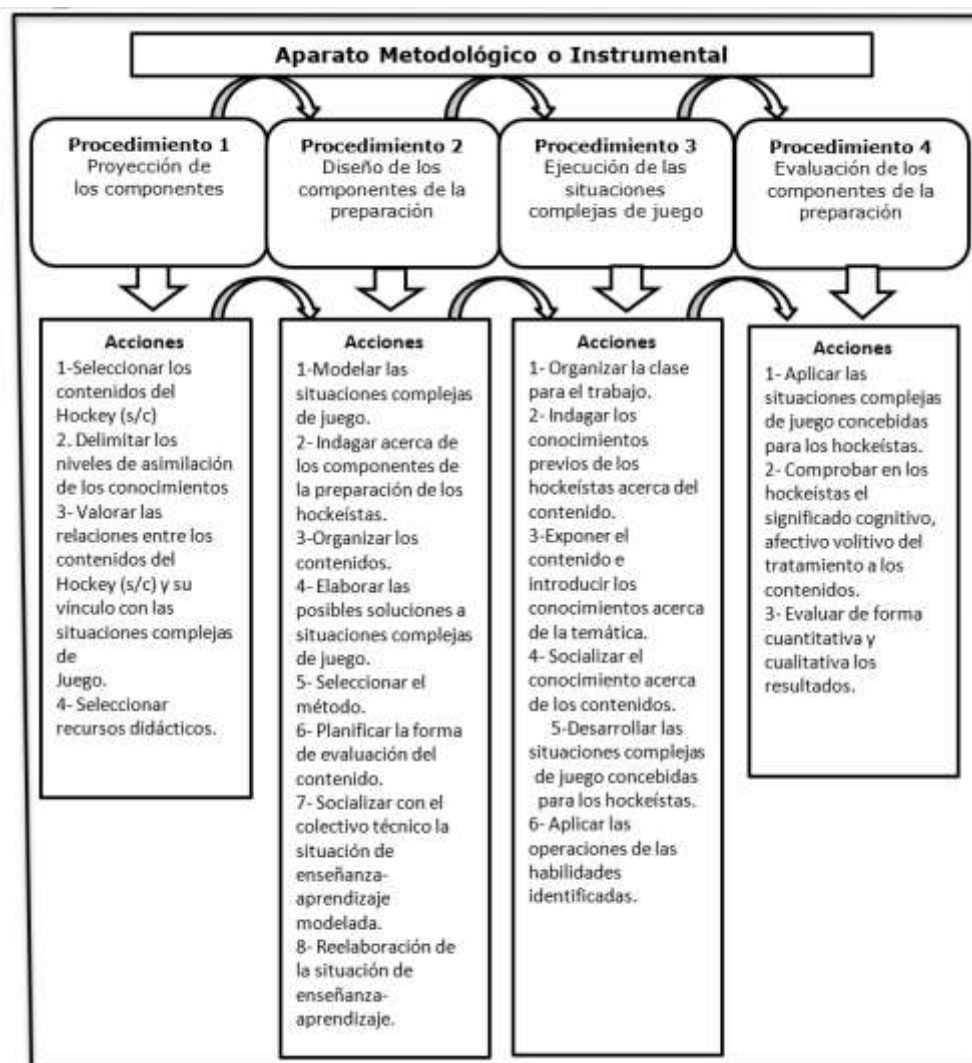 Aparato Metodológico o Instrumental
Procedimiento 1
Proyección de
los componentes
Procedimiento 2
Diseño de los
componentes de la
preparación
Procedimiento 3
Ejecución de las
situaciones
complejas de juego
Procedimiento 4
Evaluación de los
componentes de la
preparación
Acciones
1-Seleccionar los
contenidos del
Hockey (s/c)
2. Delimitar los
niveles de asimilación
de los conocimientos
3- Valorar las
relaciones entre los
contenidos del
Hockey (s/c) y su
vínculo con las
situaciones complejas
de
Juego.
4- Seleccionar
recursos didácticos.
Acciones
1-Modelar las
situaciones complejas
de juego.
2- Indagar acerca de
los componentes de
la preparación de los
hockeístas.
3-Organizar los
contenidos.
4- Elaborar las
posibles soluciones a
situaciones complejas
de juego.
5- Seleccionar el
método.
6- Planificar la forma
de evaluación del
contenido.
7- Socializar con el
colectivo técnico la
situación de
enseñanza-
aprendizaje
modelada.
8- Reelaboración de
la situación de
enseñanza-
aprendizaje.
Acciones
1- Organizar la clase
para el trabajo.
2- Indagar los
conocimientos
previos de los
hockeístas acerca del
contenido.
3-Exponer el
contenido e
introducir los
conocimientos acerca
de la temática.
4- Socializar el
conocimiento acerca
de los contenidos.
5-Desarrollar las
situaciones complejas
de juego concebidas
para los hockeístas.
6- Aplicar las
operaciones de las
habilidades
identificadas.
Acciones
1- Aplicar las
situaciones complejas
de juego concebidas
para los hockeístas.
2- Comprobar en los
hockeístas el
significado cognitivo,
afectivo volitivo del
tratamiento a los
contenidos.
3- Evaluar de forma
cuantitativa y
cualitativa los
resultados.